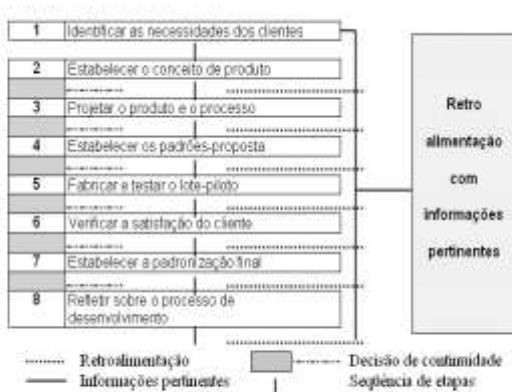 1 Identificar as necessidades dos clientes
2 Estabelecer o conceito de produto
3 Projetar o produto e o processo
4 Estabelecer os padrões-proposta
5 Fabricar e testar o lote-piloto
6 Verificar a satisfação do cliente
7 Estabelecer a padronização final
8 Refletir sobre o processo de
desenvolvimento
Retro
alimentação
com
informações
pertinentes
Retroalimentação
Decisão de continuidade
Informações pertinentes
Seqüência de etapas